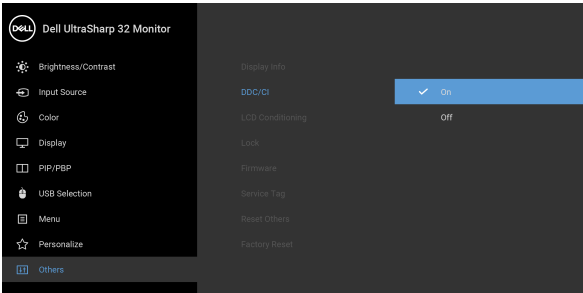 DELL Dell UltraSharp 32 Monitor
Brightness/Contrast
Input Source
Color
Display
PIP/PBP
USB Selection
Menu
Personalize
Others
Display Info
DDC/CI
LCD Conditioning
Lock
Firmware
Service Tag
Reset Others
Factory Reset
On
Off